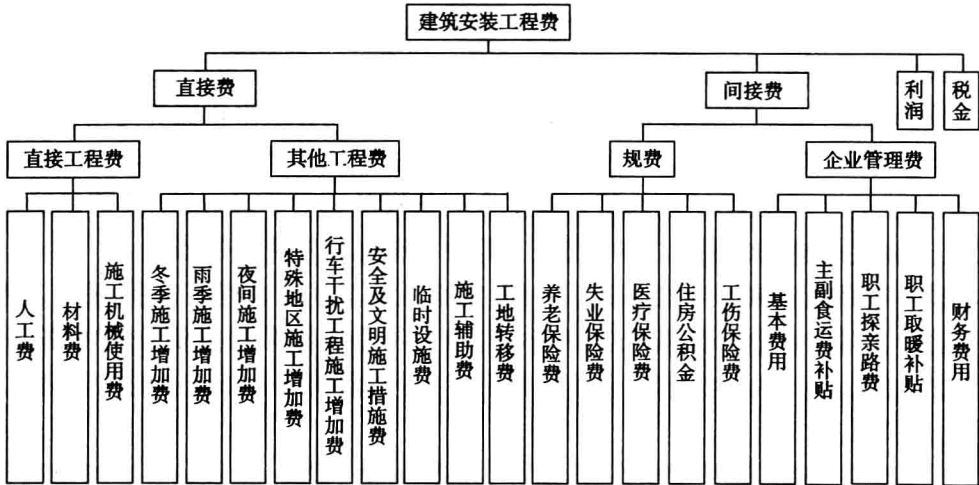 建筑安装工程费
直接费
间接费
利润
税金
直接工程费
其他工程费
规费
企业管理费
人工费
材料费
施工机械使用费
冬季施工增加费
雨季施工增加费
夜间施工增加费
特殊地区施工增加费
行车干扰工程施工增加费
安全及文明施工措施费
临时设施费
施工辅助费
工地转移费
养老保险费
失业保险费
医疗保险费
住房公积金
工伤保险费
基本费用
主副食运费补贴
职工探亲路费
职工取暖补贴
财务费用